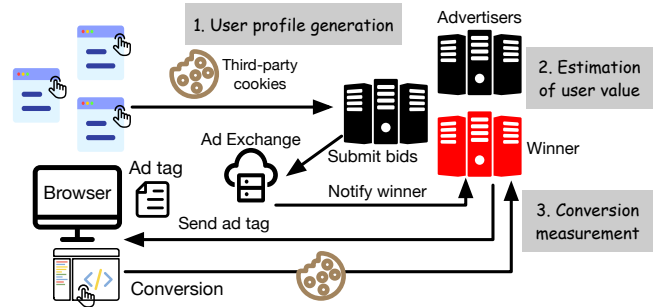 1. User profile generation
Advertisers
Third-party
cookies
2. Estimation
of user value
Ad Exchange
Submit bids
Winner
Ad tag
Browser
Notify winner
Send ad tag
3. Conversion
measurement
</>
Conversion